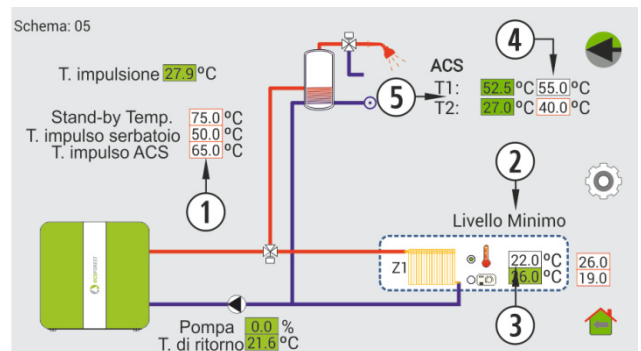 Schema: 05
T. impulsione 27.9 ºC
Stand-by Temp. 75.0 ºC
T. impulso serbatoio 50.0 ºC
T. impulso ACS 65.0 ºC
1
4
5
ACS
T1: 52.5 ºC 55.0 ºC
T2: 27.0 ºC 40.0 ºC
2
Livello Minimo
Z1
22.0 ºC 26.0
26.0 ºC 19.0
3
ECOFOREST
Pompa 0.0 %
T. di ritorno 21.6 ºC